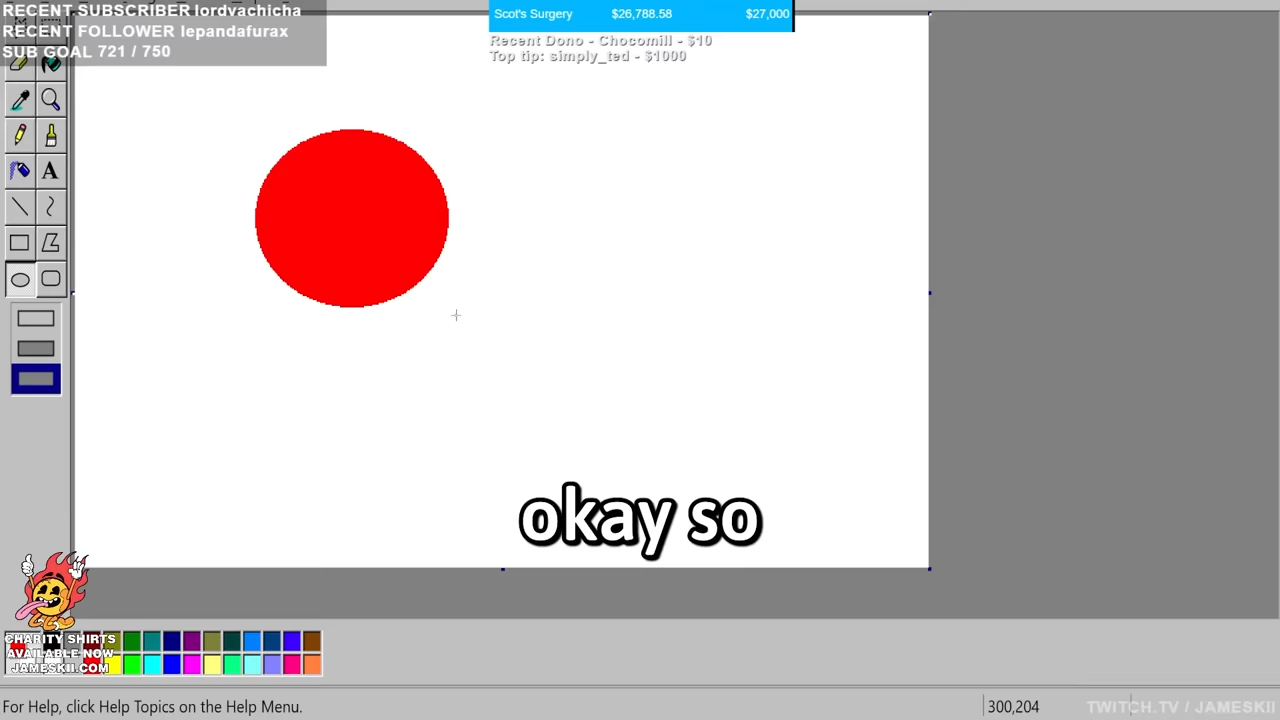 RECENT SUBSCRIBER lordvachicha
RECENT FOLLOWER lepandafurax
SUB GOAL 721 / 750
Scot's Surgery $26,788.58 $27,000
Recent Dono - Chocomill - $10
Top tip: simply_ted - $1000
A
okay so
CHARITY SHIRTS
AVAILABLE NOW
JAMESKII.COM
For Help, click Help Topics on the Help Menu.
300,204
TWITCH.TV / JAMESKII